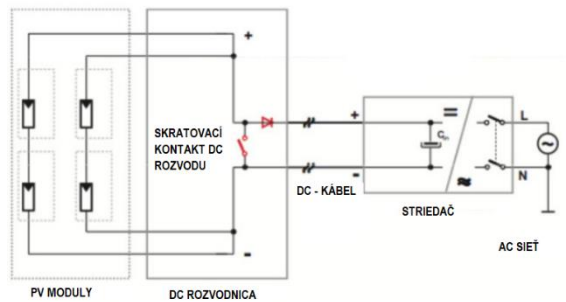 +
SKRATOVACÍ
KONTAKT DC
ROZVODU
-
PV MODULY
DC ROZVODNICA
+
-
DC - KÁBEL
C
STRIEDAČ
L
N
AC SIEŤ